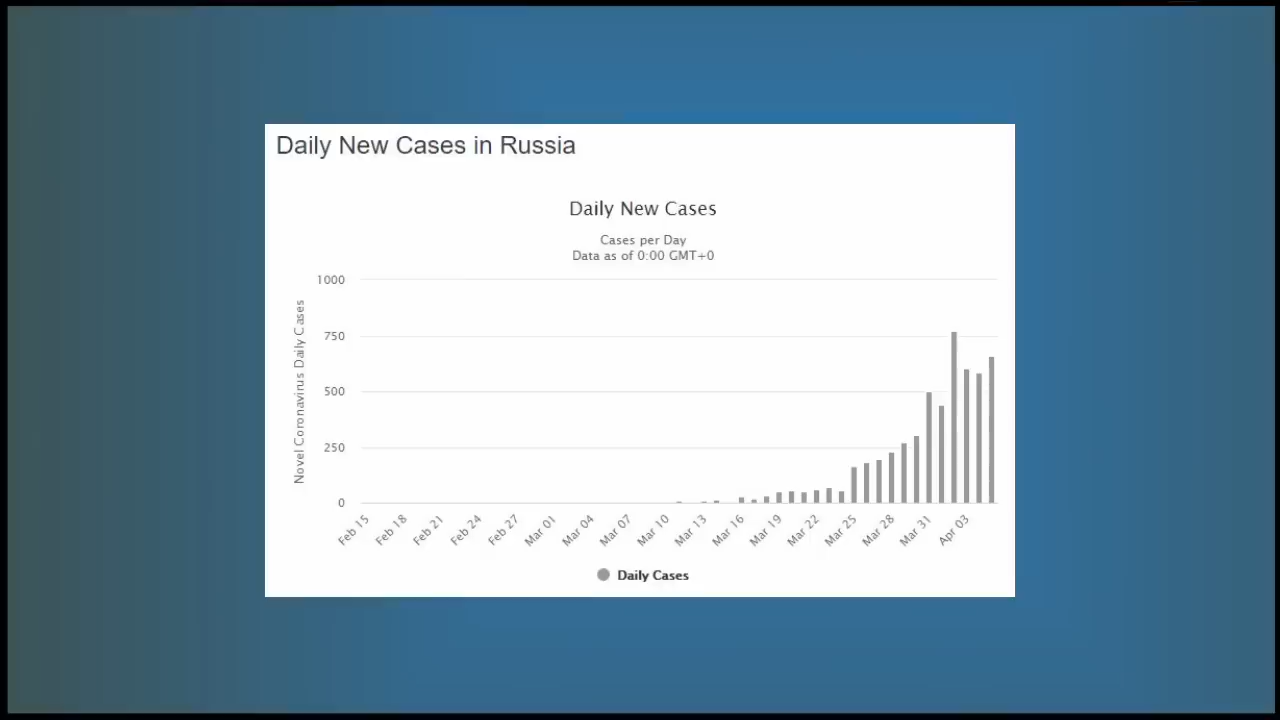 Daily New Cases in Russia
Daily New Cases
Cases per Day
Data as of 0:00 GMT+0
Novel Coronavirus Daily Cases
1000
750
500
250
0
Feb 15
Feb 18
Feb 21
Feb 24
Feb 27
Mar 01
Mar 04
Mar 07
Mar 10
Mar 13
Mar 16
Mar 19
Mar 22
Mar 25
Mar 28
Mar 31
Apr 03
Daily Cases